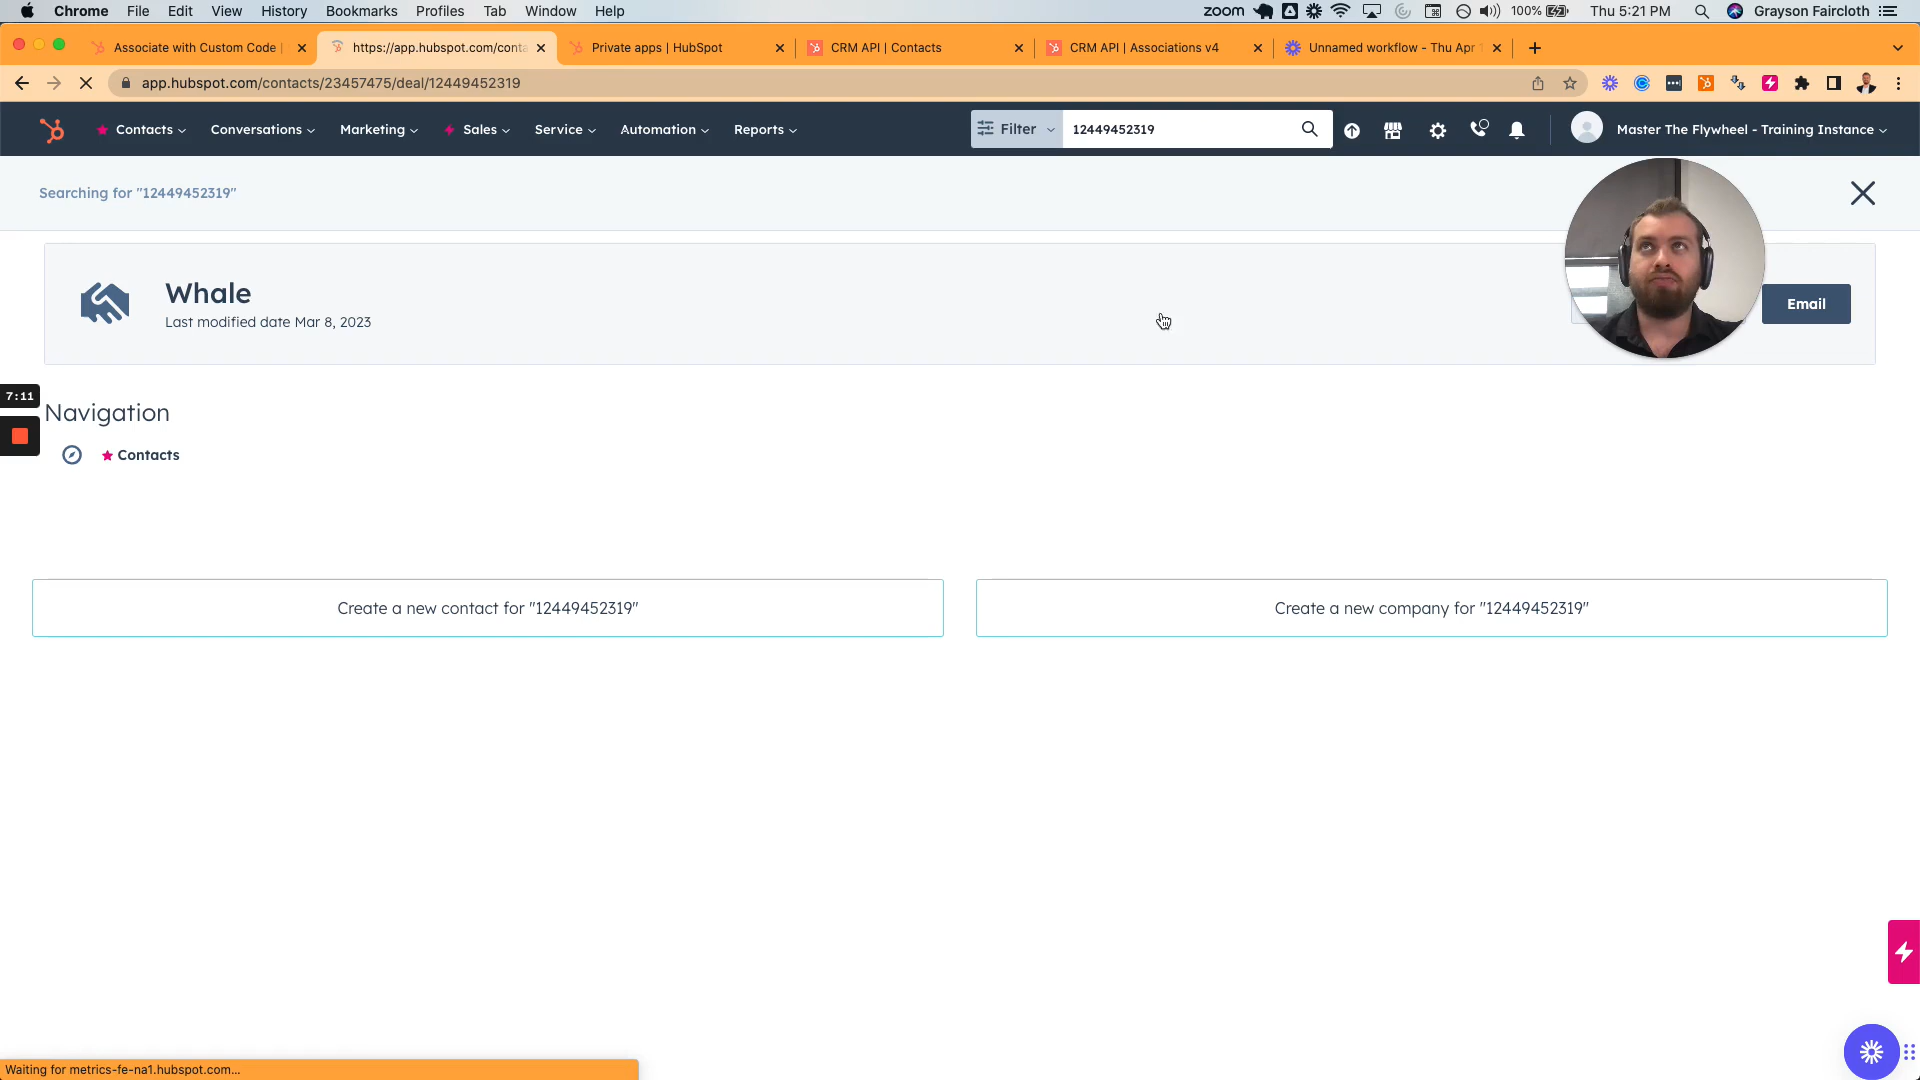 Chrome File Edit View History Bookmarks Profiles Tab Window Help zoom 100% Thu 5:21 PM Grayson Faircloth
Associate with Custom Code | https://app.hubspot.com/conta Private apps | HubSpot CRM API | Contacts CRM API | Associations v4 Unnamed workflow - Thu Apr
app.hubspot.com/contacts/23457475/deal/12449452319
Contacts Conversations Marketing Sales Service Automation Reports Filter 12449452319 Master The Flywheel - Training Instance
Searching for "12449452319"
Whale
Last modified date Mar 8, 2023
Email
7:11
Navigation
Contacts
Create a new contact for "12449452319" Create a new company for "12449452319"
Waiting for metrics-fe-na1.hubspot.com...